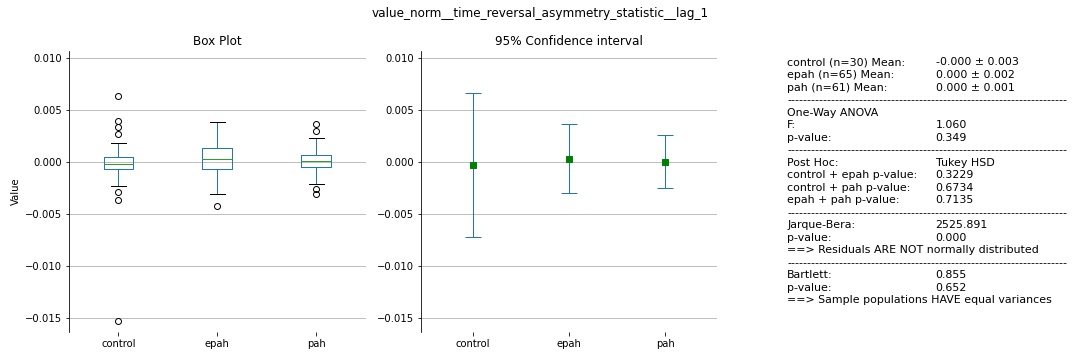 value_norm__time_reversal_asymmetry_statistic__lag_1
Box Plot
0.010
0.005
0.000
−0.005
−0.010
−0.015
Value
control
epah
pah
95% Confidence interval
0.010
0.005
0.000
−0.005
−0.010
−0.015
control
epah
pah
control (n=30) Mean: -0.000 ± 0.003
epah (n=65) Mean: 0.000 ± 0.002
pah (n=61) Mean: 0.000 ± 0.001
One-Way ANOVA
F: 1.060
p-value: 0.349
Post Hoc: Tukey HSD
control + epah p-value: 0.3229
control + pah p-value: 0.6734
epah + pah p-value: 0.7135
Jarque-Bera: 2525.891
p-value: 0.000
==> Residuals ARE NOT normally distributed
Bartlett: 0.855
p-value: 0.652
==> Sample populations HAVE equal variances